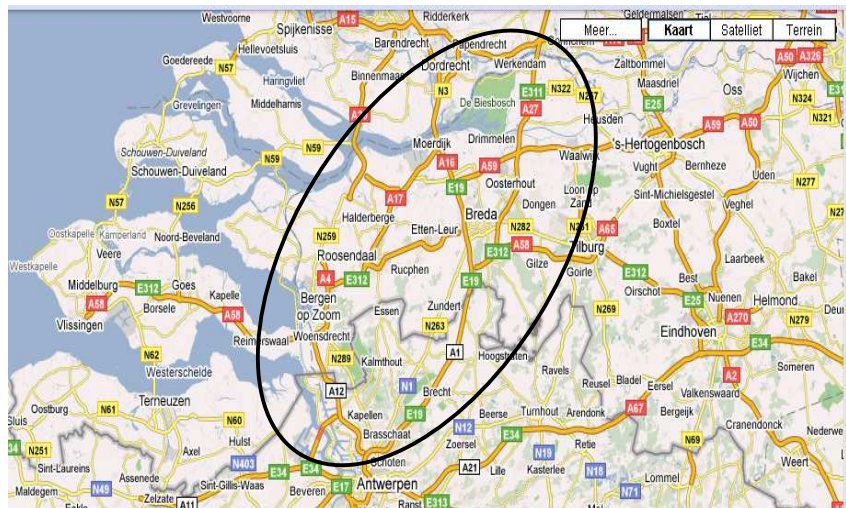 Westvoorne
A15
Ridderkerk
Geldermalsen
Spijkenisse
Meer...
Kaart
Satelliet
Terrein
Barendrecht
Papendrecht
Hellevoetsluis
Goedereede
N57
Dordrecht
Werkendam
Zaltbommel
A50
A326
Binnenmaas
Wijchen
Haringvliet
Maasdriel
N3
E311
N322
N267
Oss
Grevelingen
Middelharnis
De Biesbosch
A27
E25
N324
N321
Heusden
A59
A50
Drimmelen
Moerdijk
's-Hertogenbosch
Schouwen-Duiveland
N59
N59
A16
A59
Waalwijk
Schouwen-Duiveland
Vught
Bernheze
E19
Oosterhout
Uden
N277
N57
N256
A17
Loon op
Zand
Sint-Michielsgestel
Dongen
Veghel
Halderberge
Breda
Oostkapelle
Kamperland
Noord-Beveland
N259
Etten-Leur
N282
N261
A65
Boxtel
Veere
E312
A58
Tilburg
Westkapelle
Roosendaal
Gilze
Laarbeek
Rucphen
Goirle
E312
Best
Bakel
Middelburg
E312
Goes
A4
E312
E19
Oirschot
A58
Kapelle
Bergen
op Zoom
Nuenen
Helmond
Borsele
A58
Essen
Zundert
N269
E25
Vlissingen
N263
A270
N279
Eindhoven
Reimerswaal
Woensdrecht
E34
N62
N289
Kalmthout
A1
Hoogstraten
Westerschelde
Ravels
Someren
Reusel
Bladel
Eersel
A2
A12
N1
Brecht
Valkenswaard
Terneuzen
Oostburg
N61
Kapellen
E19
Beerse
Turnhout
Arendonk
A67
Bergeijk
Sluis
N60
N12
Cranendonck
Brasschaat
E34
N69
Hulst
Zoersel
Retie
N251
Axel
N19
Weert
N403
E34
E34
Schoten
A21
Lille
Kasterlee
Sint-Laureins
N18
Lommel
Assenede
Sint-Gillis-Waas
Beveren
E17
Antwerpen
N71
Maldegem
N49
Zelzate
A11
Ranst
E313